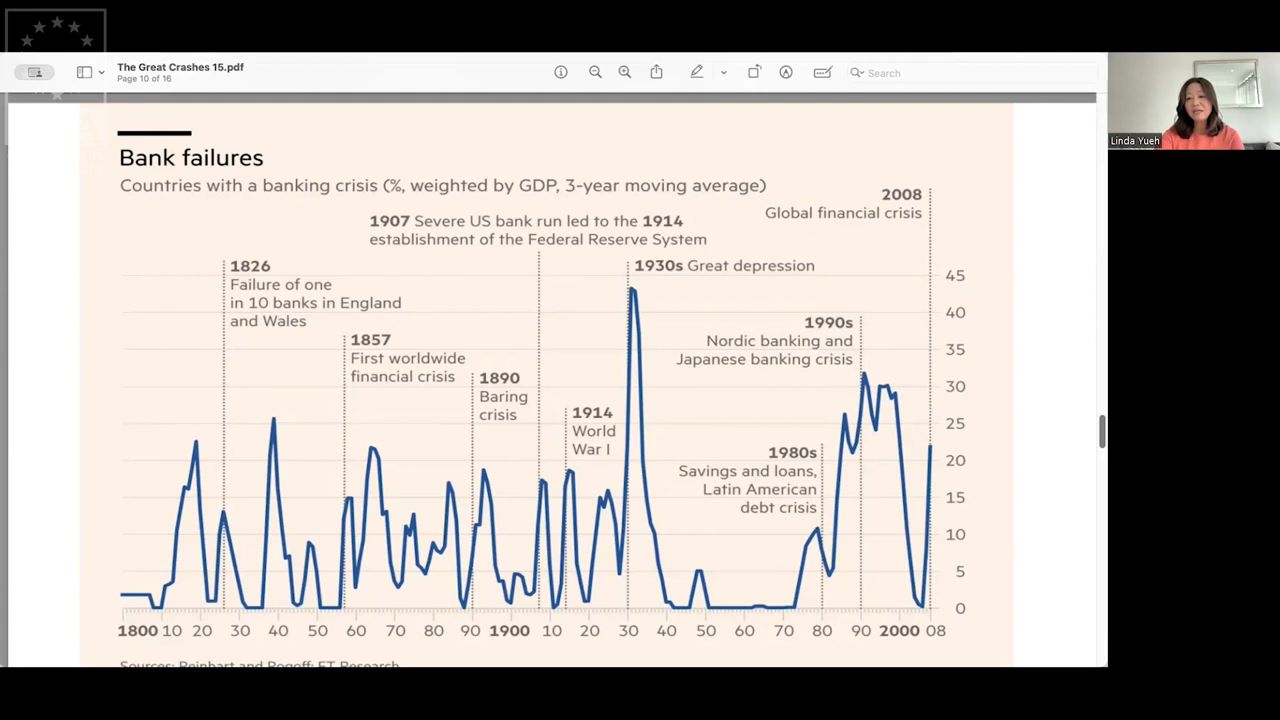 The Great Crashes 15.pdf
Page 10 of 16
Search
Linda Yueh
Bank failures
Countries with a banking crisis (%, weighted by GDP, 3-year moving average)
2008
Global financial crisis
1907 Severe US bank run led to the 1914
establishment of the Federal Reserve System
1826
Failure of one
in 10 banks in England
and Wales
1930s Great depression
1857
First worldwide
financial crisis
1890
Baring
crisis
1914
World
War I
1990s
Nordic banking and
Japanese banking crisis
1980s
Savings and loans,
Latin American
debt crisis
45
40
35
30
25
20
15
10
5
0
1800 10 20 30 40 50 60 70 80 90 1900 10 20 30 40 50 60 70 80 90 2000 08
Sources: Reinhart and Rogoff; FT Research